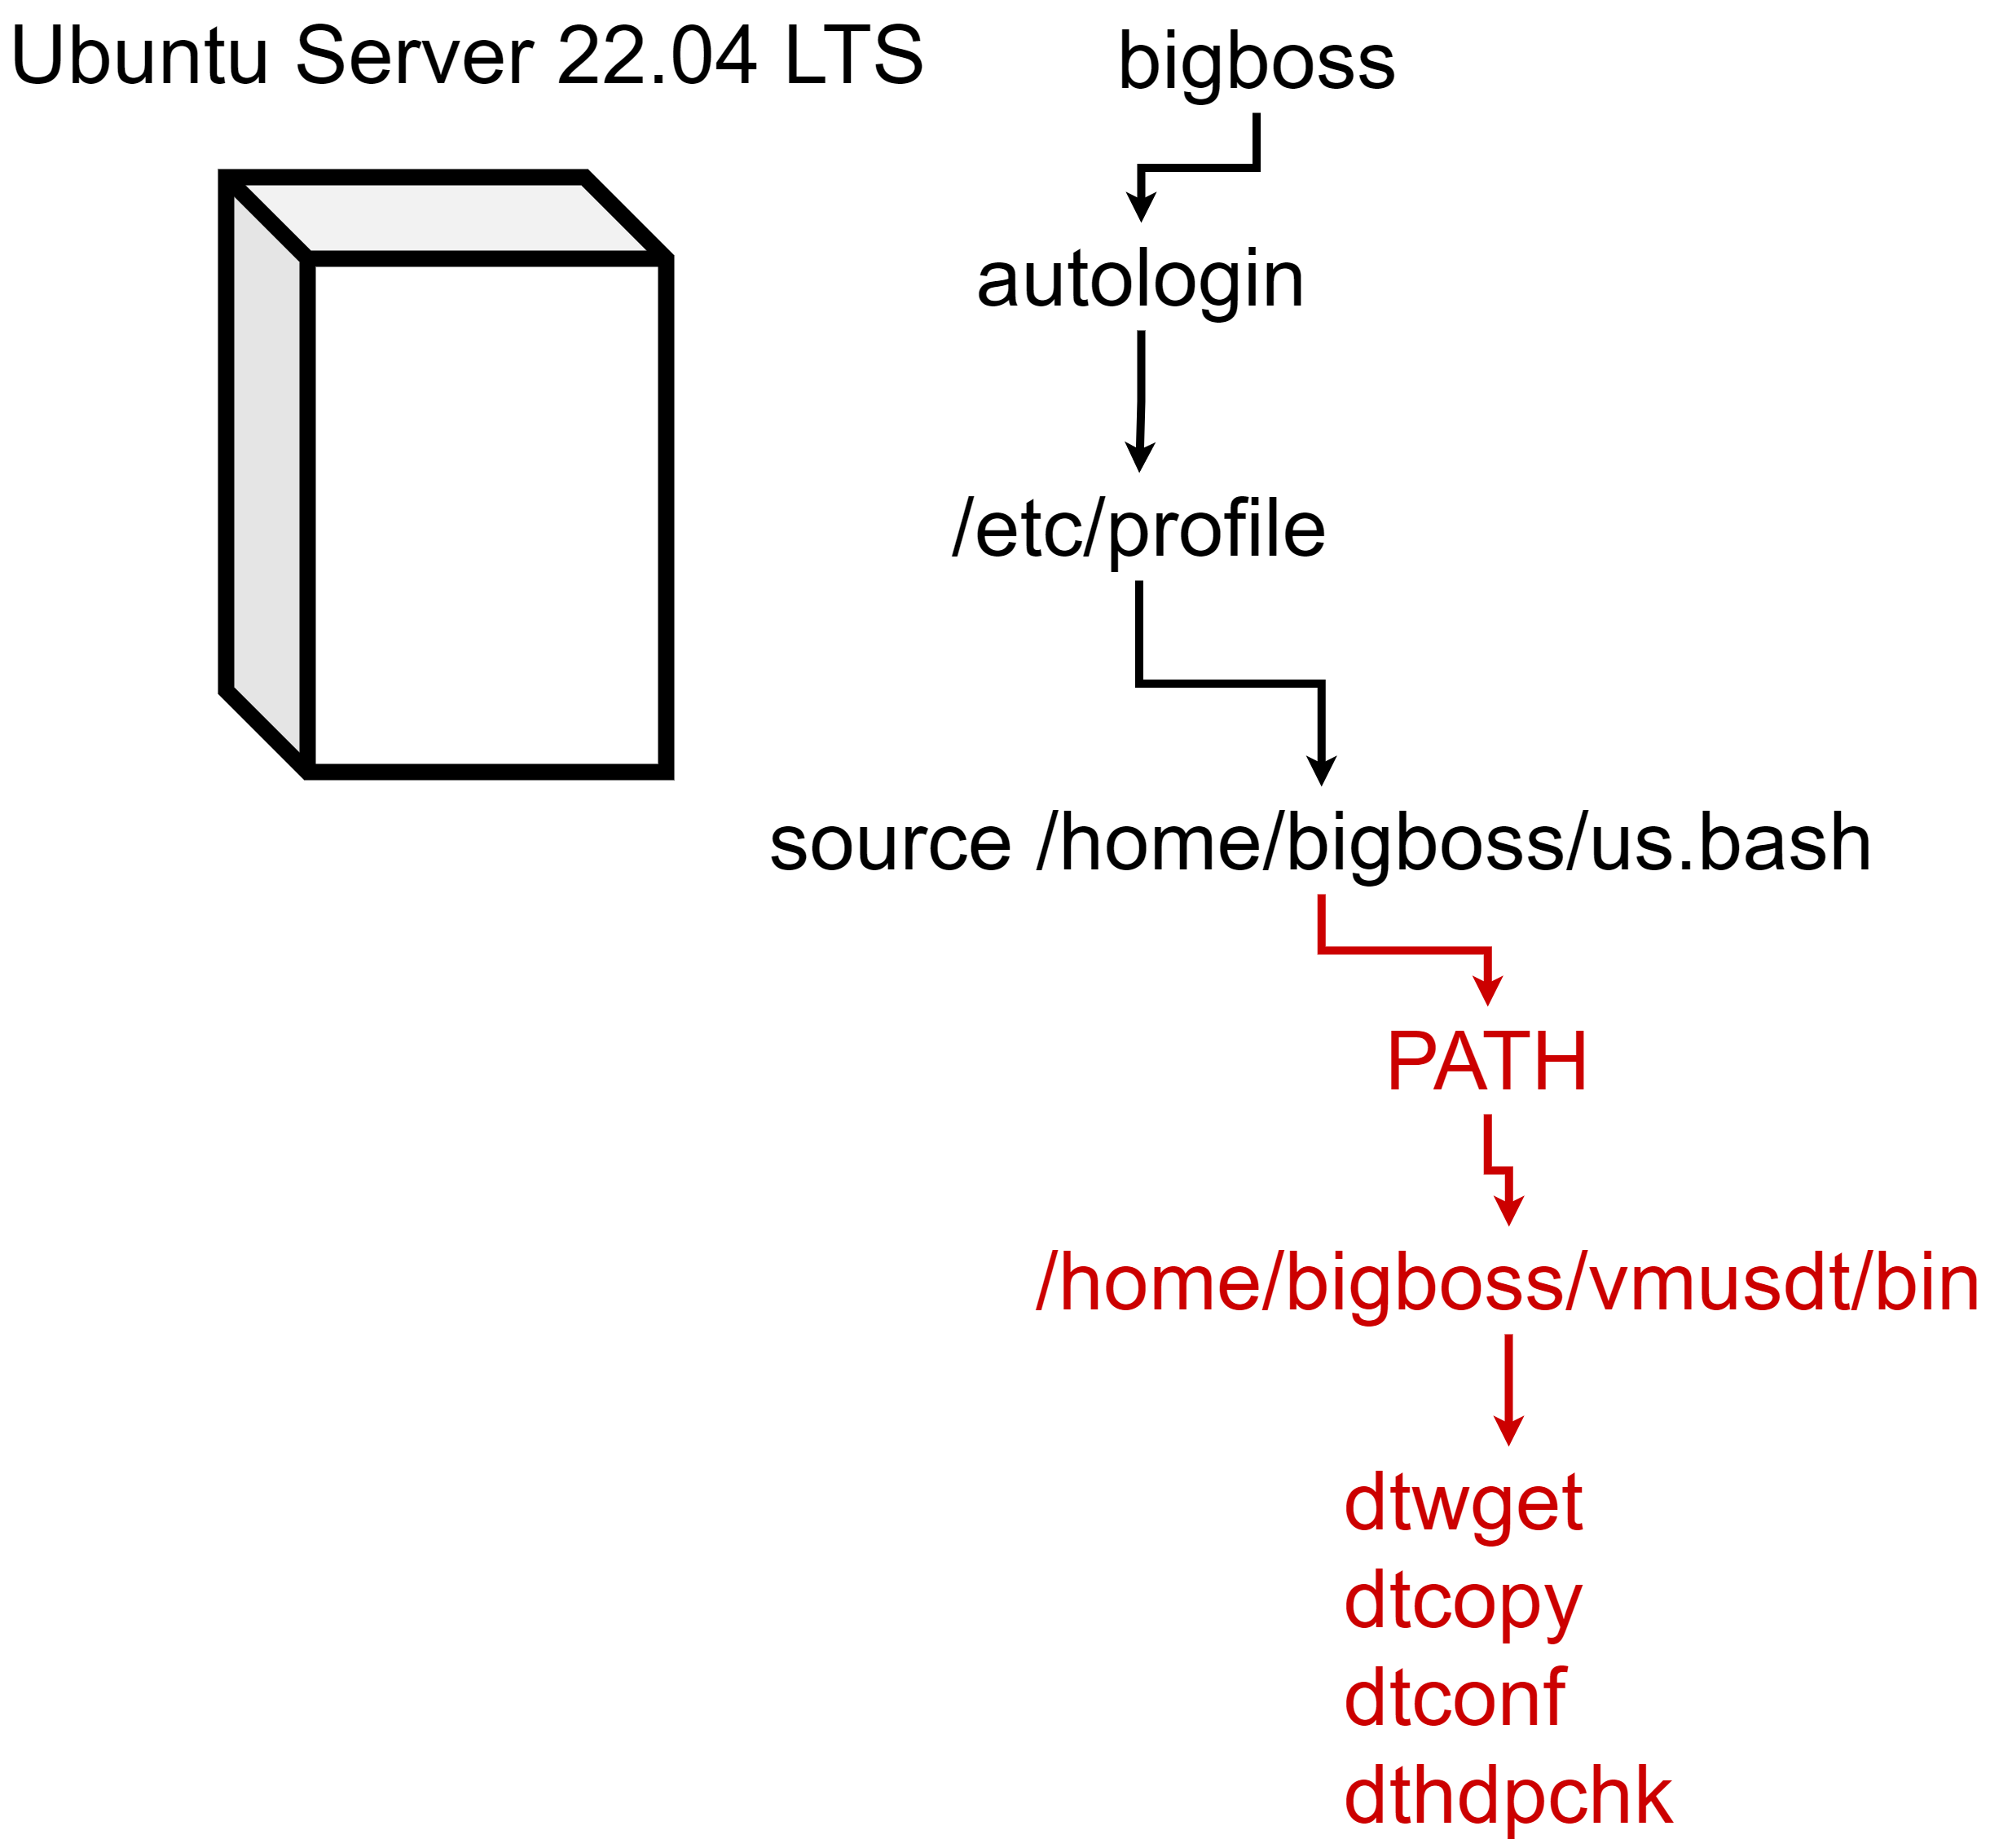 Ubuntu Server 22.04 LTS
bigboss
autologin
/etc/profile
source /home/bigboss/us.bash
PATH
/home/bigboss/vmusdt/bin
dtwget
dtcopy
dtconf
dthdpchk